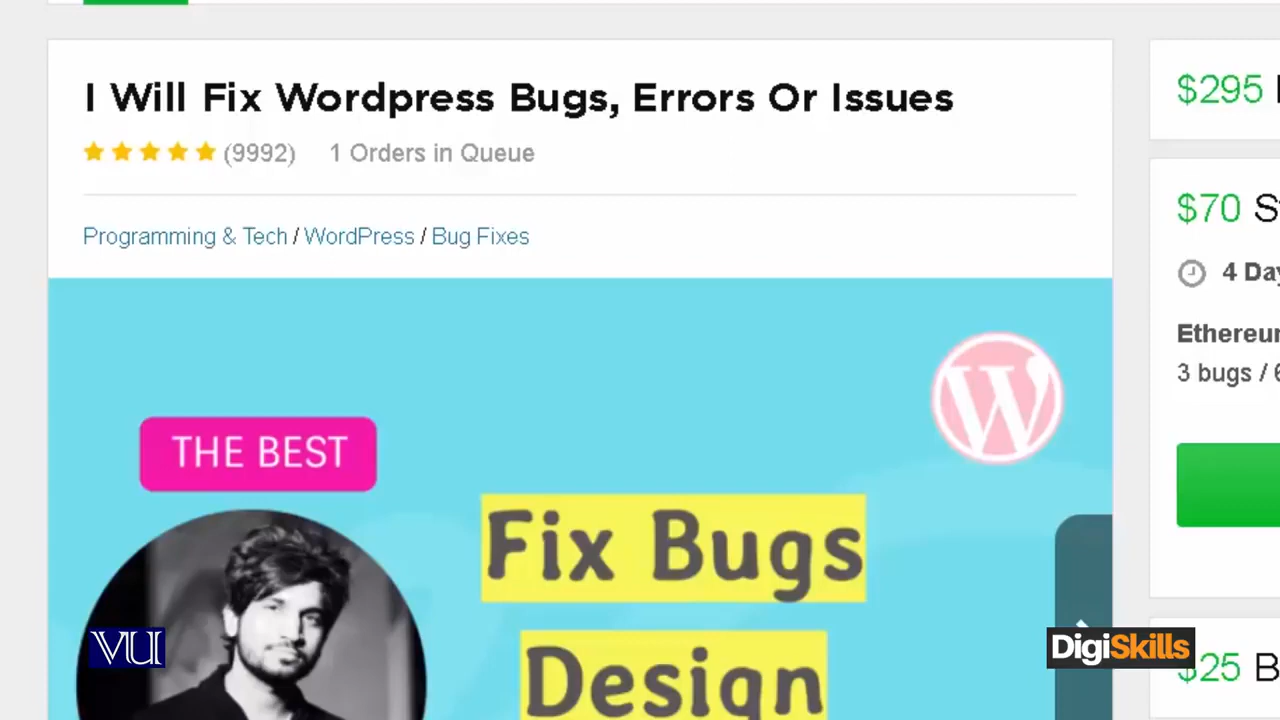 I Will Fix Wordpress Bugs, Errors Or Issues
(9992) 1 Orders in Queue
Programming & Tech / WordPress / Bug Fixes
THE BEST
Fix Bugs
Design
W
$295
$70
4 Day
3 bugs / 6
$25 B
VU
DigiSkills